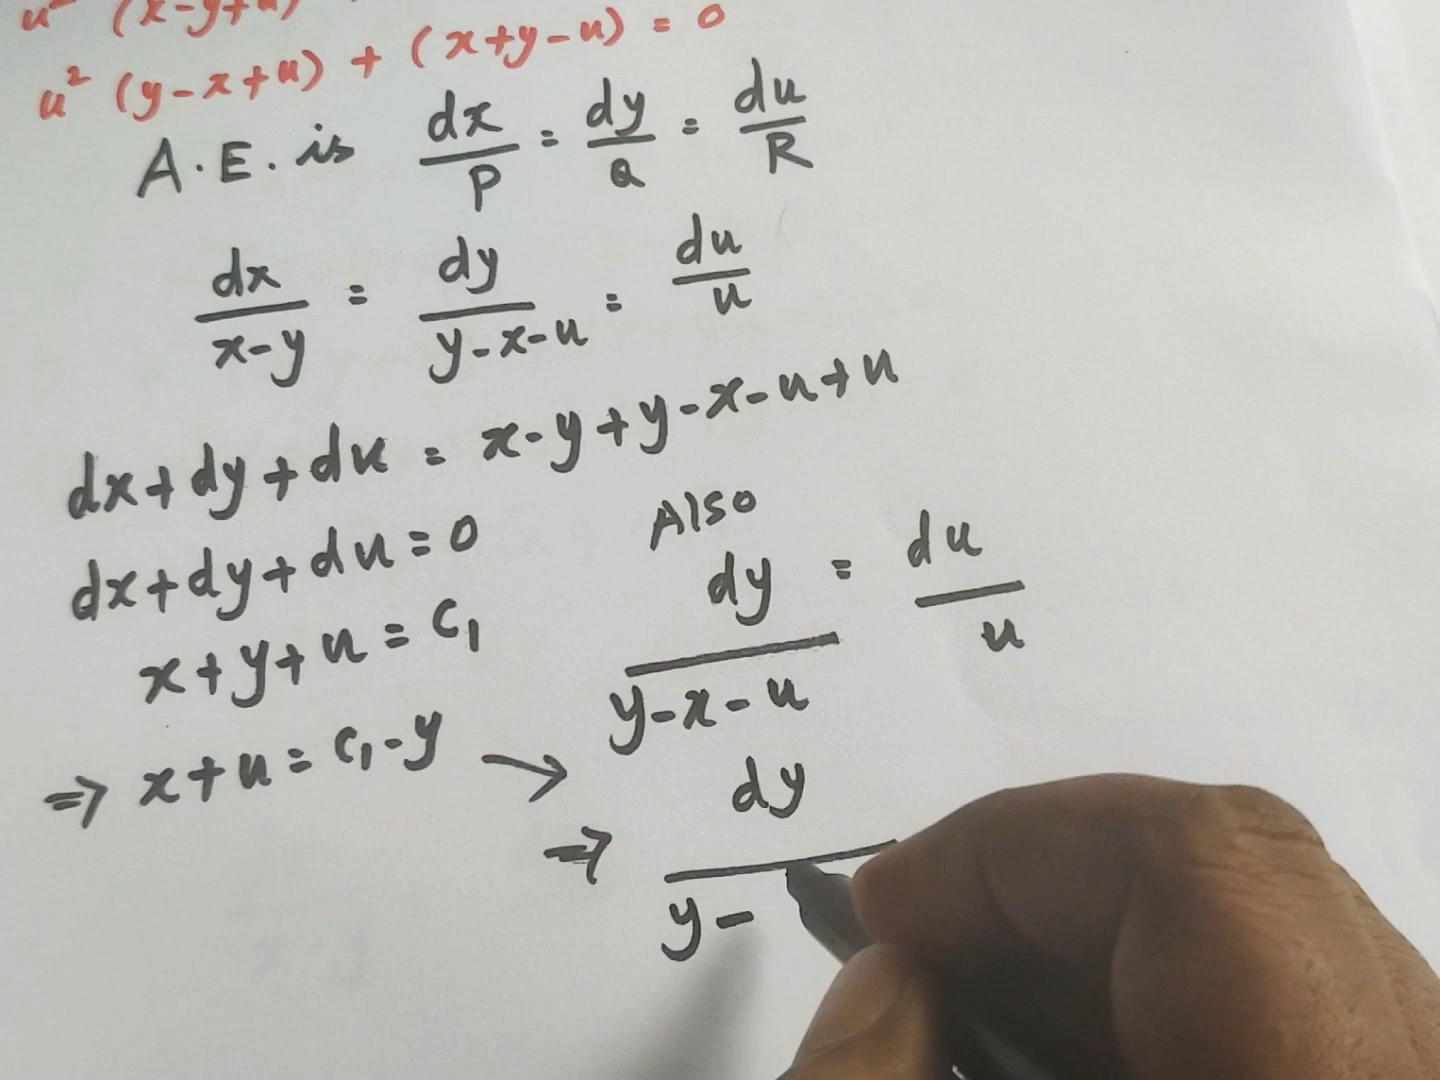 u² (x-y+u)
u² (y-x+u) + (x+y-u) = 0
A.E. is dx/P = dy/Q = du/R
dx/x-y = dy/y-x-u = du/u
dx+dy+du = x-y+y-x-u+u
dx+dy+du=0
x+y+u = c₁
⇒ x+u = c₁-y →
Also
dy/y-x-u = du/u
⇒ dy/y-